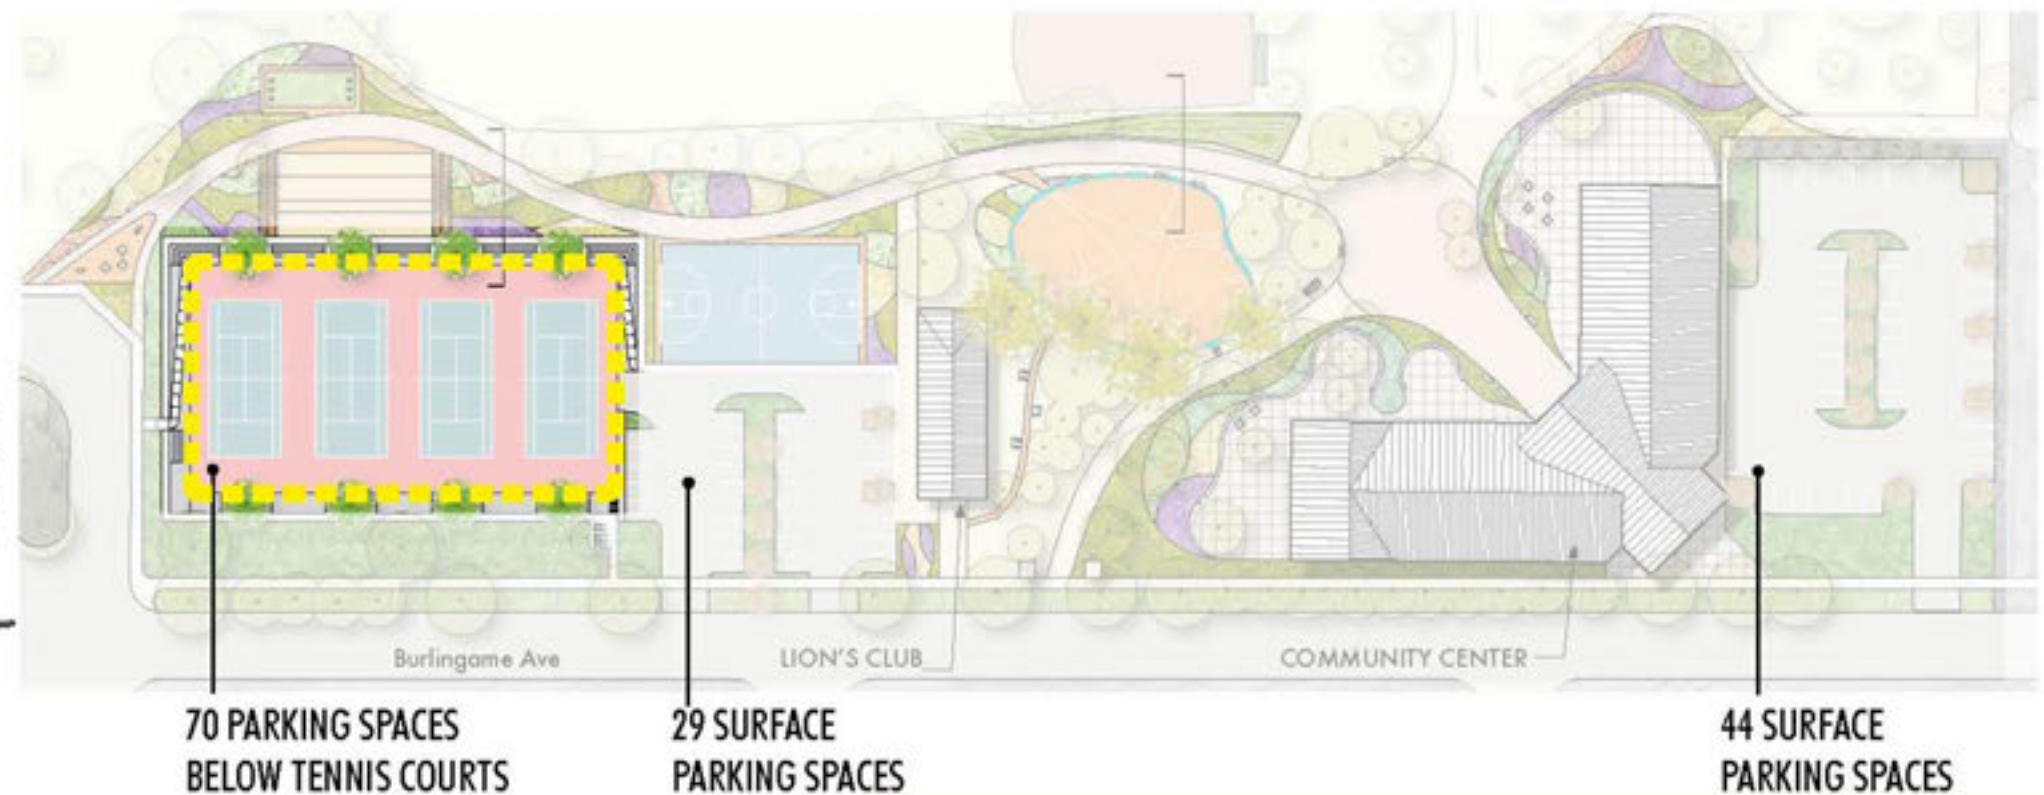 Burlingame Ave
LION'S CLUB
COMMUNITY CENTER
70 PARKING SPACES
BELOW TENNIS COURTS
29 SURFACE
PARKING SPACES
44 SURFACE
PARKING SPACES